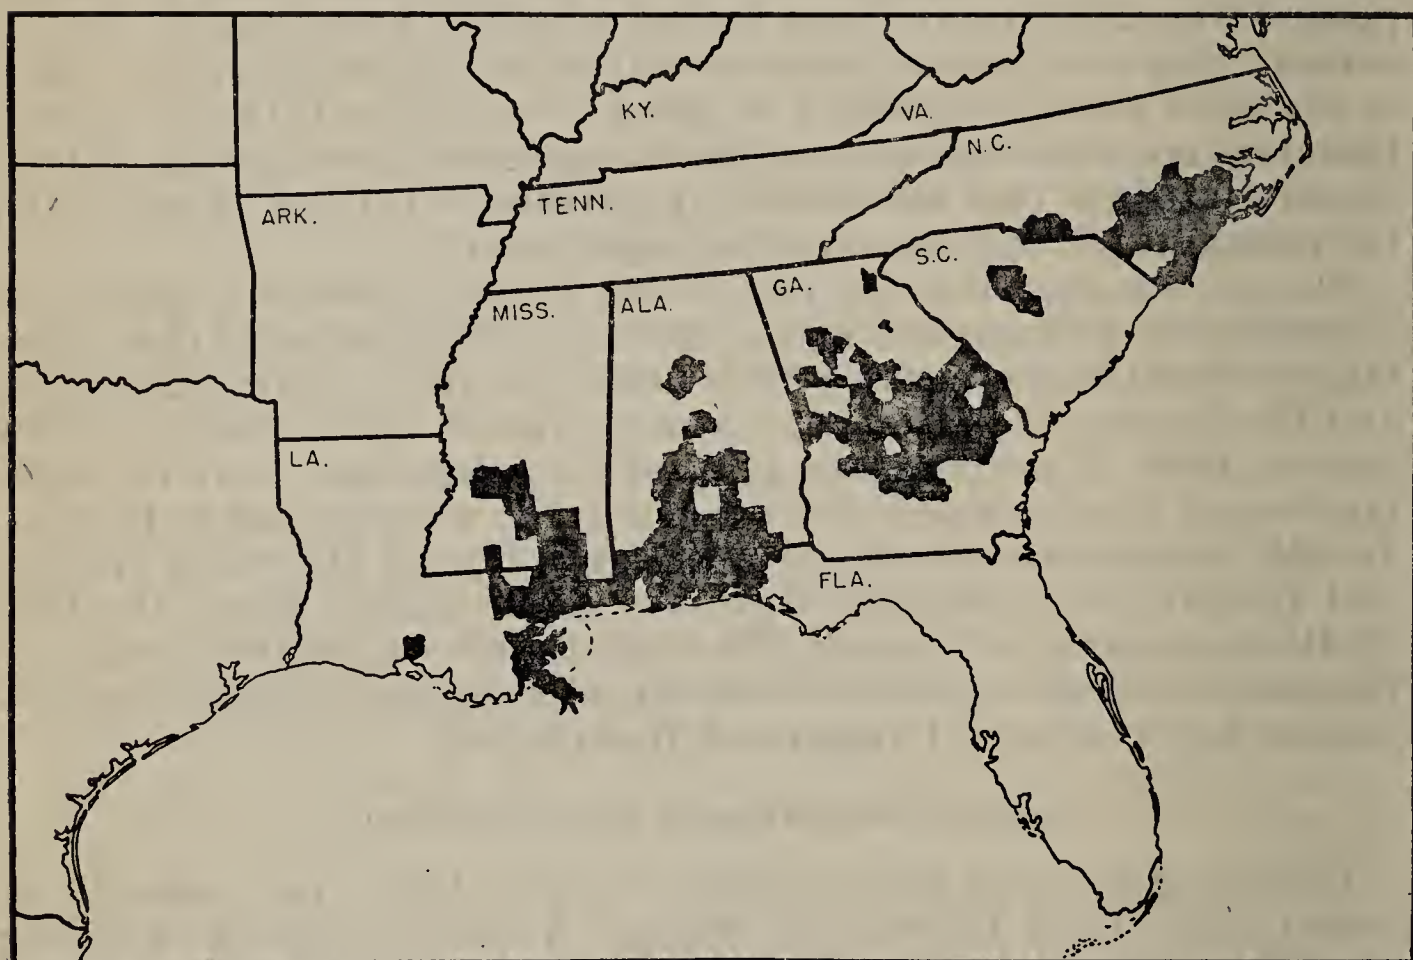 KY.
VA.
N.C.
ARK.
TENN.
S.C.
MISS.
ALA.
GA.
LA.
FLA.